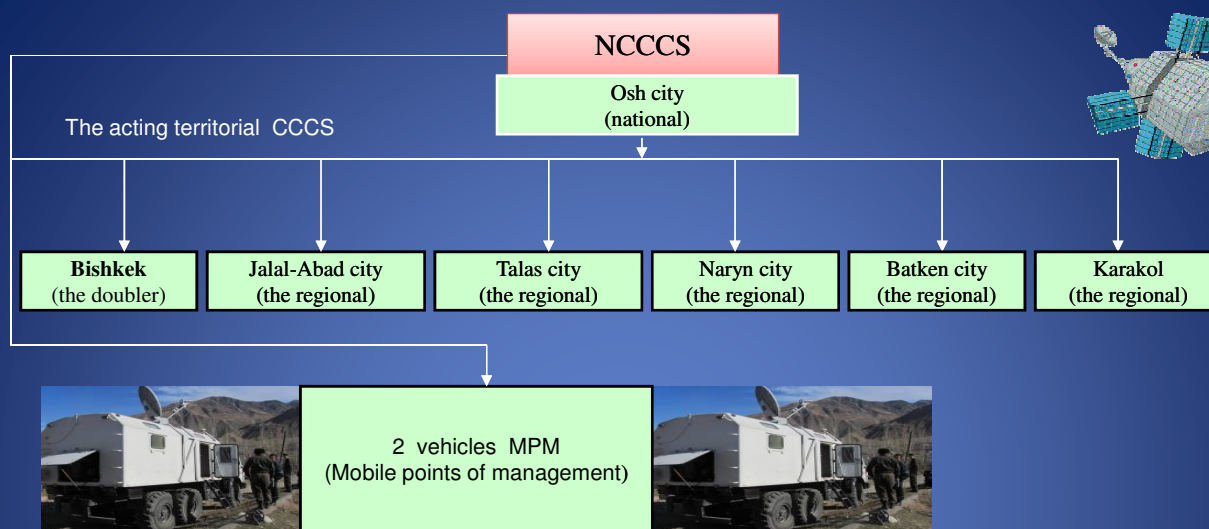 NCCCS
Osh city
(national)
The acting territorial CCCS
Bishkek
(the doubler)
Jalal-Abad city
(the regional)
Talas city
(the regional)
Naryn city
(the regional)
Batken city
(the regional)
Karakol
(the regional)
2 vehicles MPM
(Mobile points of management)